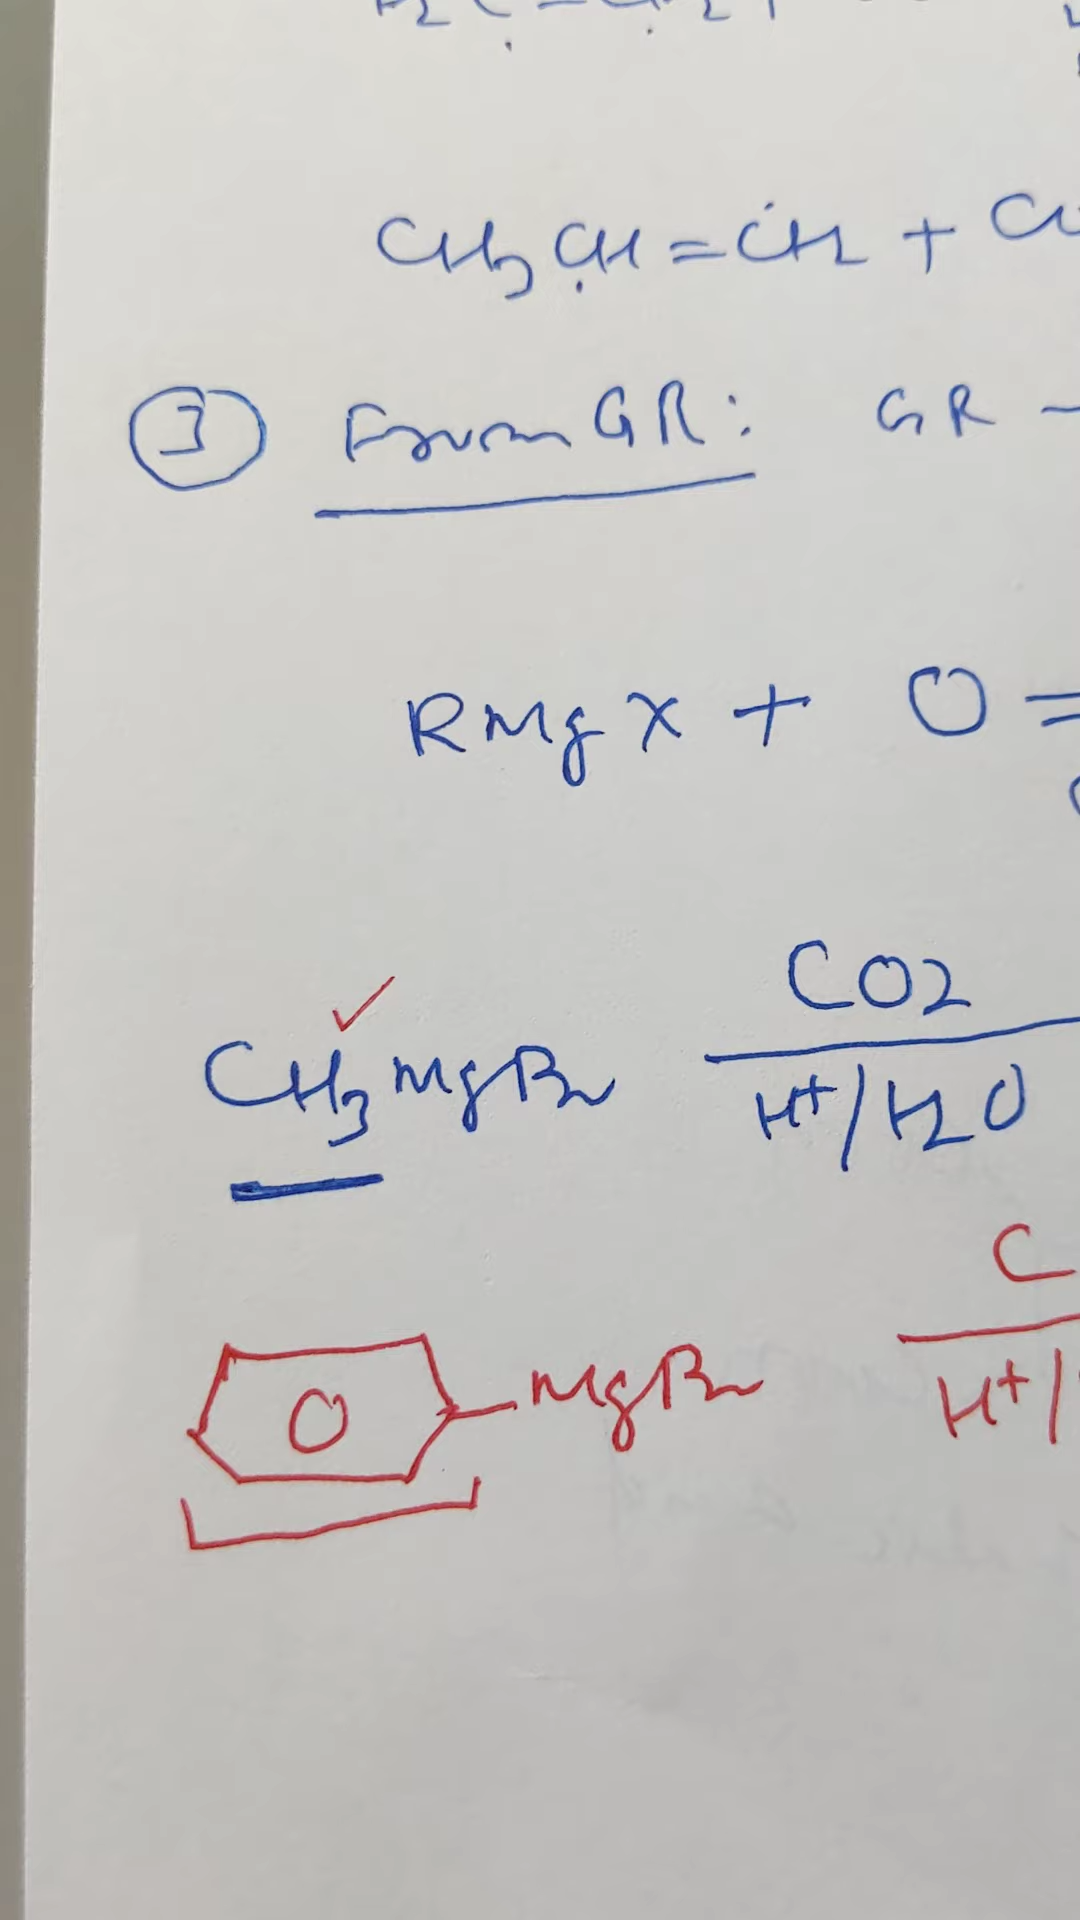 CH3CH=CH2 + C
③ From GR: GR -
RMgX + O =
CO2
CH3MgBr
H+/H2O
C
O -MgBr
H+/